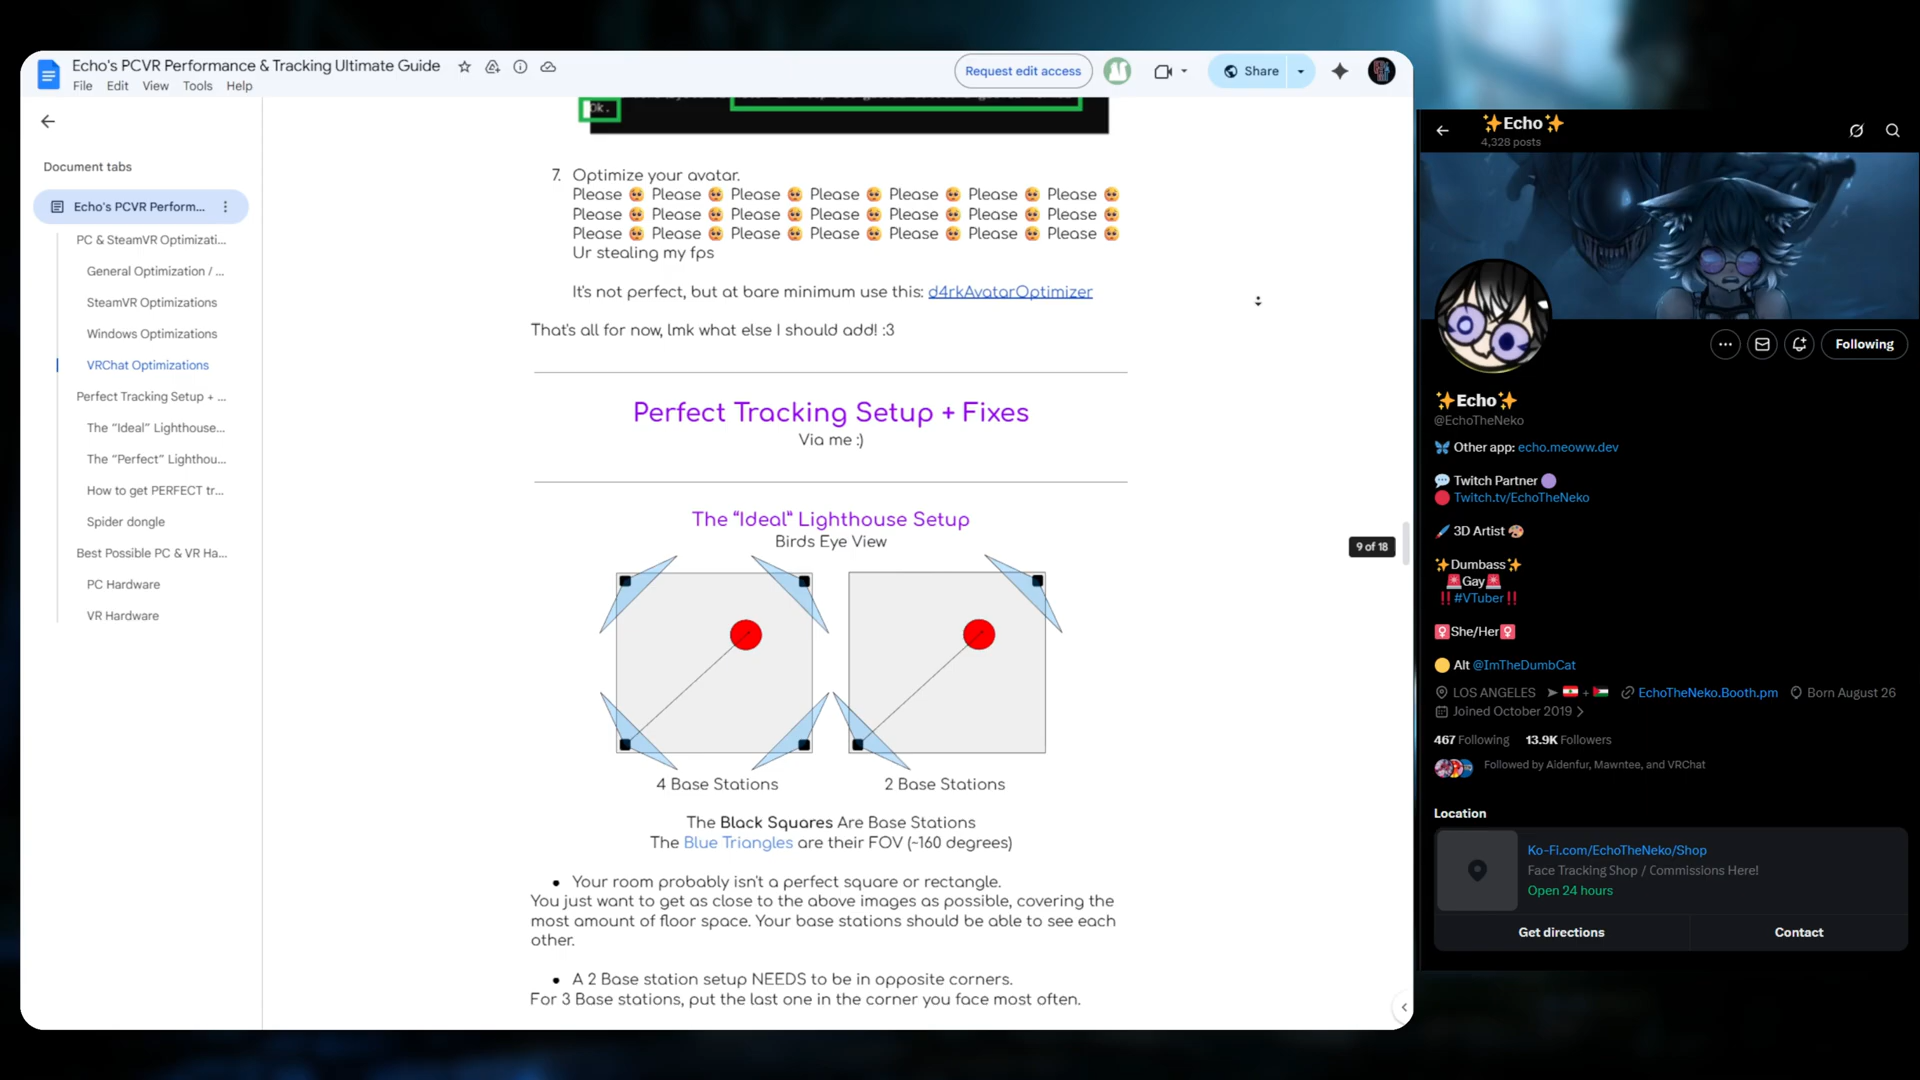 Echo's PCVR Performance & Tracking Ultimate Guide
File Edit View Tools Help
Request edit access
Share
Document tabs
Echo's PCVR Perform...
PC & SteamVR Optimizati...
General Optimization / ...
SteamVR Optimizations
Windows Optimizations
VRChat Optimizations
Perfect Tracking Setup + ...
The “Ideal” Lighthouse...
The “Perfect” Lighthou...
How to get PERFECT tr...
Spider dongle
Best Possible PC & VR Ha...
PC Hardware
VR Hardware
Ok.
7. Optimize your avatar.
Please 🥺 Please 🥺 Please 🥺 Please 🥺 Please 🥺 Please 🥺 Please 🥺
Please 🥺 Please 🥺 Please 🥺 Please 🥺 Please 🥺 Please 🥺 Please 🥺
Please 🥺 Please 🥺 Please 🥺 Please 🥺 Please 🥺 Please 🥺 Please 🥺
Ur stealing my fps
It's not perfect, but at bare minimum use this: d4rkAvatarOptimizer
That's all for now, lmk what else I should add! :3
Perfect Tracking Setup + Fixes
Via me :)
The “Ideal” Lighthouse Setup
Birds Eye View
4 Base Stations
2 Base Stations
The Black Squares Are Base Stations
The Blue Triangles are their FOV (~160 degrees)
● Your room probably isn't a perfect square or rectangle.
You just want to get as close to the above images as possible, covering the
most amount of floor space. Your base stations should be able to see each
other.
● A 2 Base station setup NEEDS to be in opposite corners.
For 3 Base stations, put the last one in the corner you face most often.
9 of 18
✨Echo✨
4,328 posts
Following
✨Echo✨
@EchoTheNeko
🦋 Other app: echo.meoww.dev
💬 Twitch Partner 🟣
🔴 Twitch.tv/EchoTheNeko
🖌️ 3D Artist 🎨
✨Dumbass✨
🚨Gay🚨
‼️#VTuber‼️
🚺She/Her🚺
🟡 Alt @ImTheDumbCat
LOS ANGELES ➤ 🇱🇧 + 🇵🇸 EchoTheNeko.Booth.pm Born August 26
Joined October 2019
467 Following 13.9K Followers
Followed by Aidenfur, Mawntee, and VRChat
Location
Ko-Fi.com/EchoTheNeko/Shop
Face Tracking Shop / Commissions Here!
Open 24 hours
Get directions
Contact